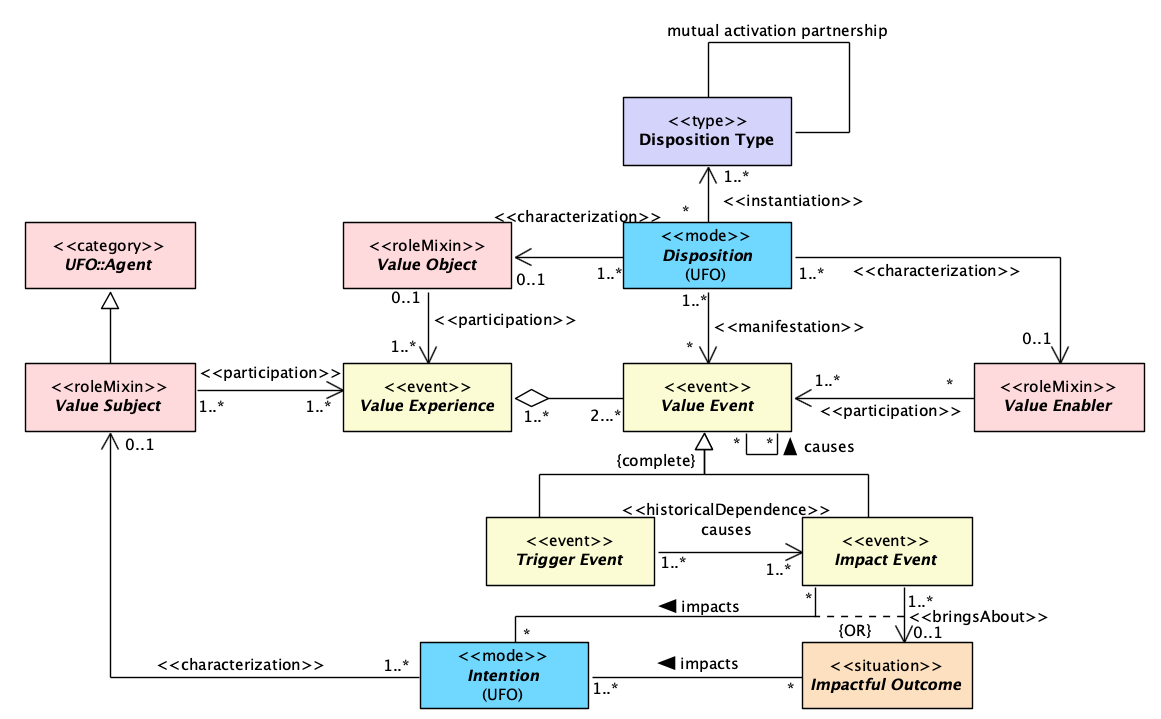 mutual activation partnership
<<type>>
Disposition Type
1..*
<<instantiation>>
*
<<characterization>>
<<category>>
UFO::Agent
<<roleMixin>>
Value Object
0..1
1..*
<<mode>>
Disposition
(UFO)
1..*
<<characterization>>
0..1
1..*
<<participation>>
<<manifestation>>
1..*
*
0..1
<<roleMixin>>
Value Subject
<<participation>>
1..*
1..*
<<event>>
Value Experience
1..*
2..*
<<event>>
Value Event
1..*
*
<<participation>>
<<roleMixin>>
Value Enabler
0..1
{complete}
*
*
causes
<<historicalDependence>>
causes
<<event>>
Trigger Event
1..*
1..*
<<event>>
Impact Event
*
1..*
impacts
<<bringsAbout>>
{OR}
0..1
*
<<characterization>>
1..*
<<mode>>
Intention
(UFO)
impacts
1..*
*
<<situation>>
Impactful Outcome